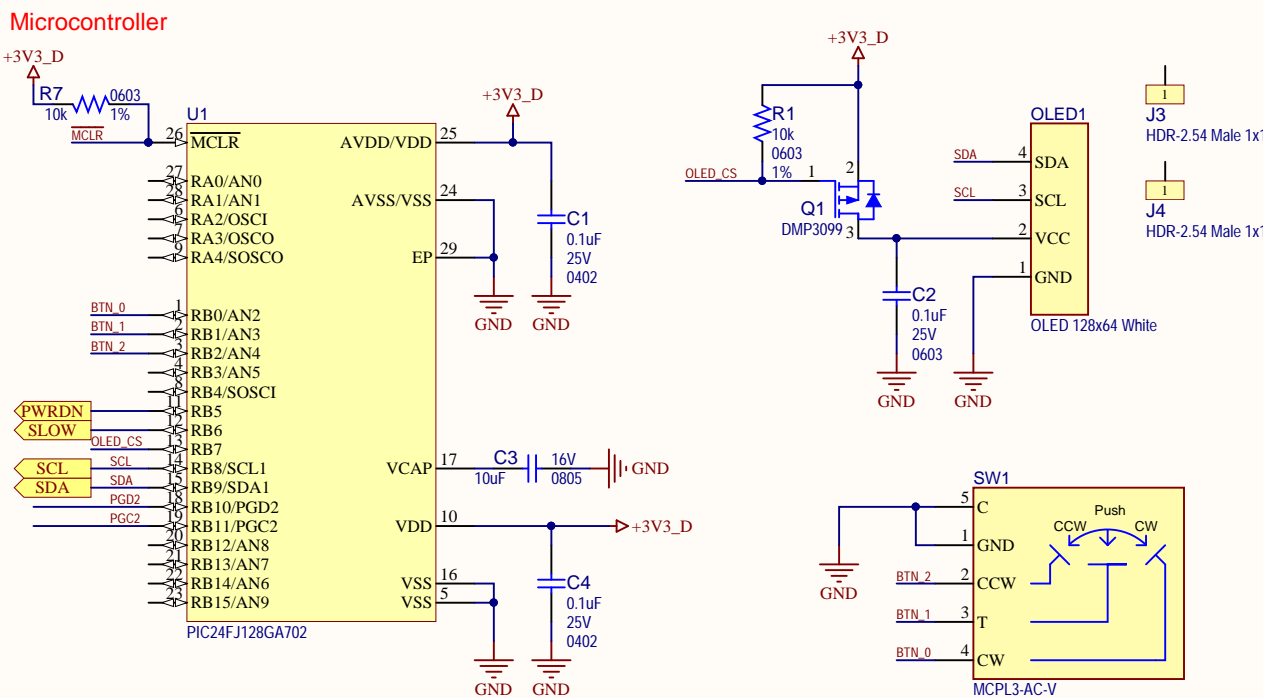 Microcontroller
+3V3_D
R7
10k
0603
1%
MCLR
U1
26
MCLR
27
RA0/AN0
28
RA1/AN1
6
RA2/OSCI
7
RA3/OSCO
9
RA4/SOSCO
BTN_0
1
RB0/AN2
BTN_1
2
RB1/AN3
BTN_2
3
RB2/AN4
4
RB3/AN5
8
RB4/SOSCI
PWRDN
11
RB5
SLOW
12
RB6
OLED_CS
13
RB7
SCL
SCL
14
RB8/SCL1
SDA
SDA
15
RB9/SDA1
PGD2
18
RB10/PGD2
PGC2
19
RB11/PGC2
20
RB12/AN8
21
RB13/AN7
22
RB14/AN6
23
RB15/AN9
PIC24FJ128GA702
AVDD/VDD
25
AVSS/VSS
24
EP
29
VCAP
17
VDD
10
VSS
16
VSS
5
+3V3_D
C1
0.1uF
25V
0402
GND
GND
C3
10uF
16V
0805
GND
+3V3_D
C4
0.1uF
25V
0402
GND
GND
+3V3_D
R1
10k
0603
1%
OLED_CS
1
2
3
Q1
DMP3099
C2
0.1uF
25V
0603
GND
GND
OLED1
SDA
4
SDA
SCL
3
SCL
2
VCC
1
GND
OLED 128x64 White
1
J3
HDR-2.54 Male 1x1
1
J4
HDR-2.54 Male 1x1
SW1
5
C
1
GND
BTN_2
2
CCW
BTN_1
3
T
BTN_0
4
CW
Push
CCW
CW
GND
MCPL3-AC-V